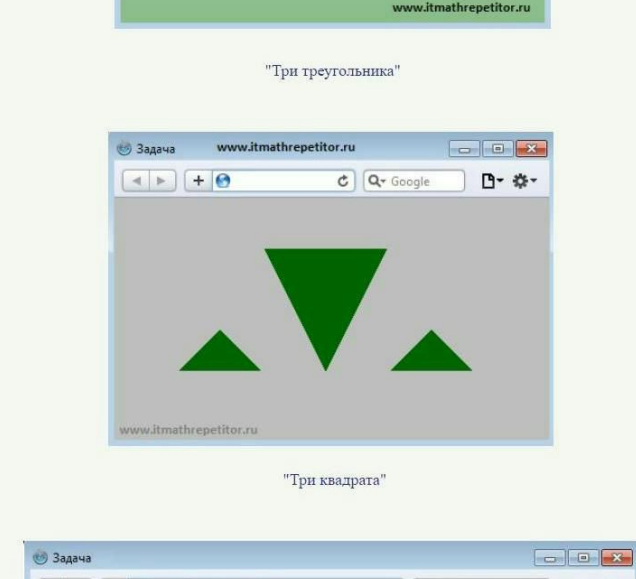 www.itmathrepetitor.ru
"Три треугольника"
Задача www.itmathrepetitor.ru
Google
www.itmathrepetitor.ru
"Три квадрата"
Задача